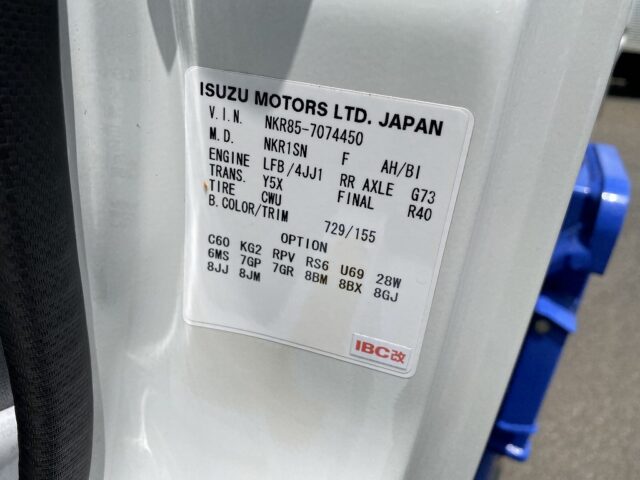 ISUZU MOTORS LTD. JAPAN
V.I.N. NKR85-7074450
M.D. NKR1SN F AH/BI
ENGINE LFB/4JJ1 RR AXLE G73
TRANS. Y5X FINAL R40
TIRE CWU
B.COLOR/TRIM 729/155
OPTION
C60 KG2 RPV RS6 U69 28W
6MS 7GP 7GR 8BM 8BX 8GJ
8JJ 8JM
IBC改